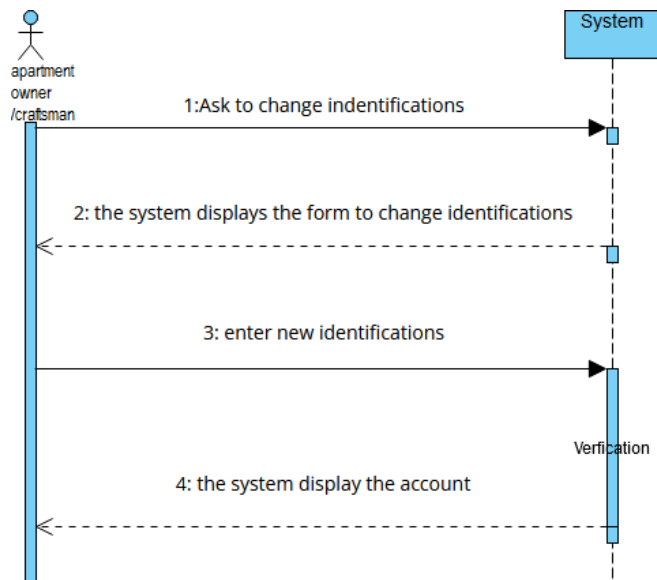 System
apartment
owner
/craftsman
1:Ask to change indentifications
2: the system displays the form to change identifications
3: enter new identifications
Verfication
4: the system display the account